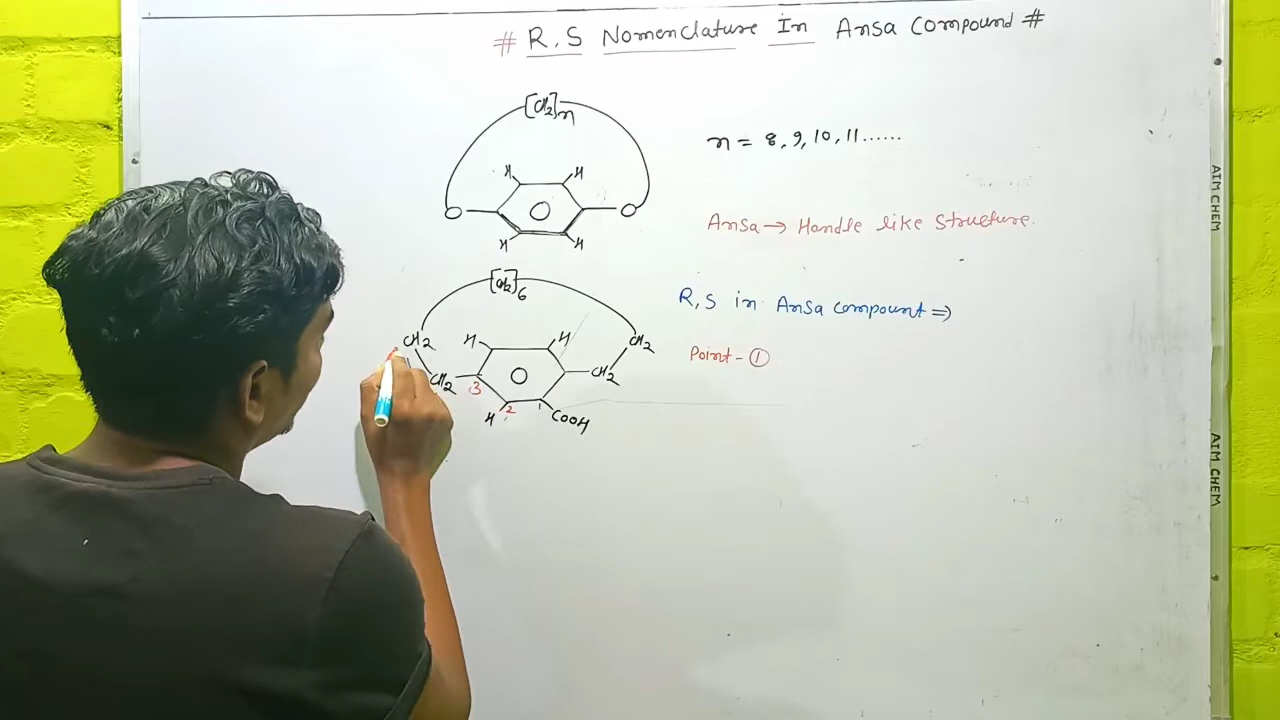 # R,S Nomenclature In Ansa Compound #
[CH2]n
n = 8, 9, 10, 11......
H H
O O O
H H
Ansa → Handle like Structure.
[CH2]6
R,S in Ansa compount ⇒
CH2 H H CH2
Point - ①
CH2 3 O CH2
H 2 1 COOH
AIM CHEM
AIM CHEM